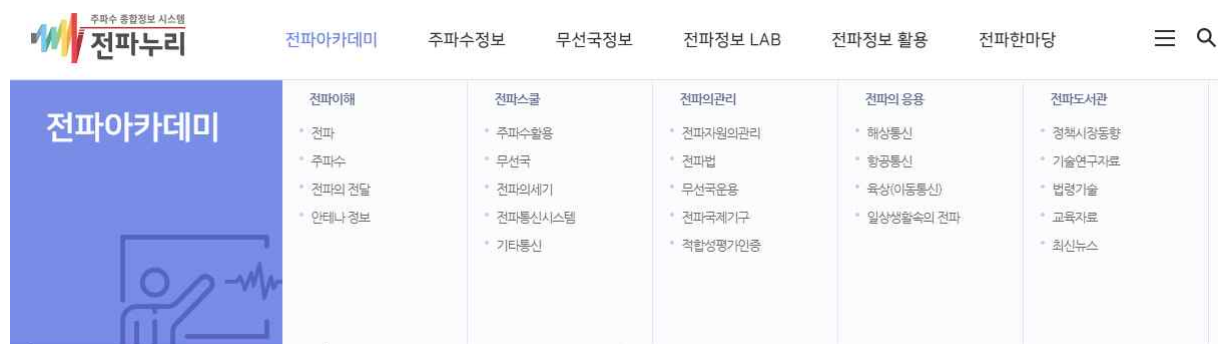 주파수 종합정보 시스템
전파누리
전파아카데미 주파수정보 무선국정보 전파정보 LAB 전파정보 활용 전파한마당
전파아카데미
전파이해
전파
주파수
전파의 전달
안테나 정보
전파스쿨
주파수활용
무선국
전파의세기
전파통신시스템
기타통신
전파의관리
전파자원의관리
전파법
무선국운용
전파국제기구
적합성평가인증
전파의 응용
해상통신
항공통신
육상(이동통신)
일상생활속의 전파
전파도서관
정책시장동향
기술연구자료
법령기술
교육자료
최신뉴스